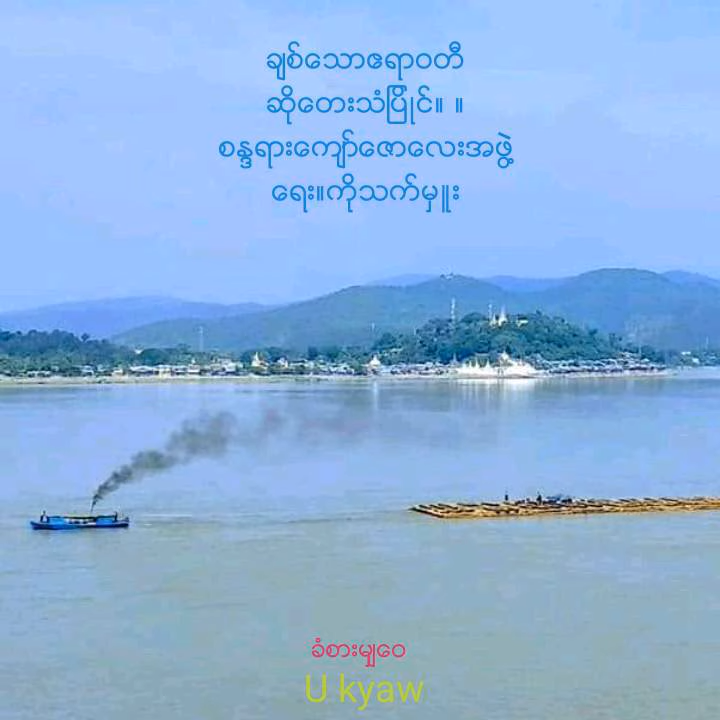 ချစ်သောဧရာဝတီ
ဆိုတေးသံပြိုင်။ ။
စန္ဒရားကျော်ဇောလေးအဖွဲ့
ရေး။ကိုသက်မှူး
ခံစားမျှဝေ
U kyaw